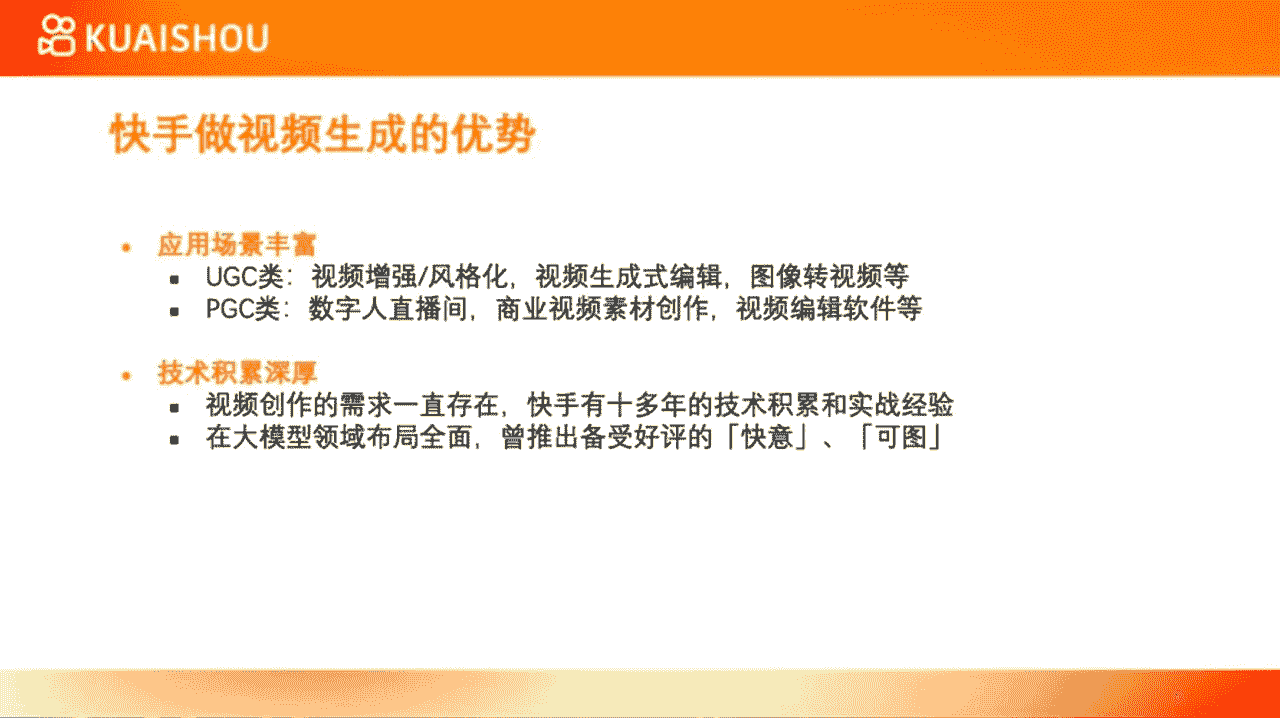 KUAISHOU
快手做视频生成的优势
• 应用场景丰富
▪ UGC类：视频增强/风格化，视频生成式编辑，图像转视频等
▪ PGC类：数字人直播间，商业视频素材创作，视频编辑软件等
• 技术积累深厚
▪ 视频创作的需求一直存在，快手有十多年的技术积累和实战经验
▪ 在大模型领域布局全面，曾推出备受好评的「快意」、「可图」